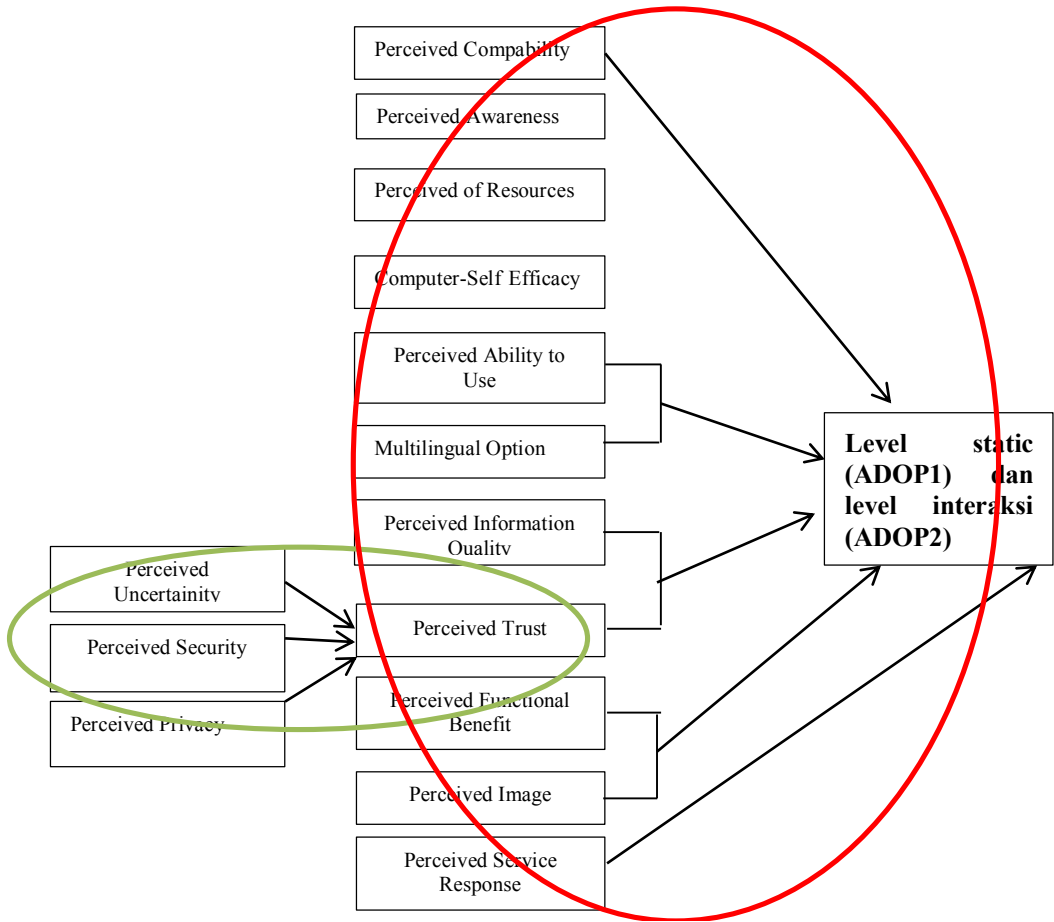 Perceived Compability
Perceived Awareness
Perceived of Resources
Computer-Self Efficacy
Perceived Ability to
Use
Multilingual Option
Perceived Information
Quality
Perceived Trust
Perceived Functional
Benefit
Perceived Image
Perceived Service
Response
Perceived
Uncertainity
Perceived Security
Perceived Privacy
Level static
(ADOP1) dan
level interaksi
(ADOP2)